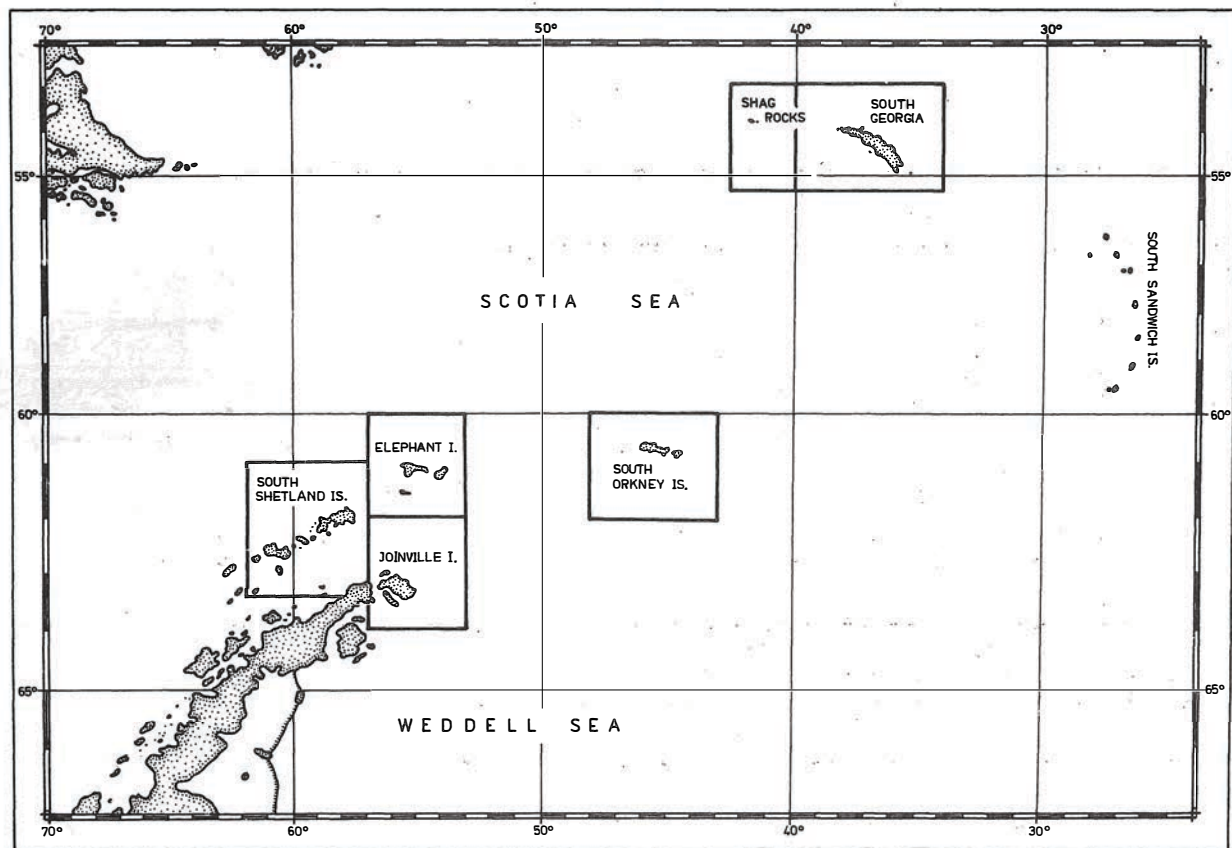 70°
60°
50°
40°
30°
SHAG
ROCKS
SOUTH
GEORGIA
55°
55°
SOUTH SANDWICH IS.
SCOTIA SEA
60°
60°
ELEPHANT I.
SOUTH
SHETLAND IS.
SOUTH
ORKNEY IS.
JOINVILLE I.
65°
65°
WEDDELL SEA
70°
60°
50°
40°
30°